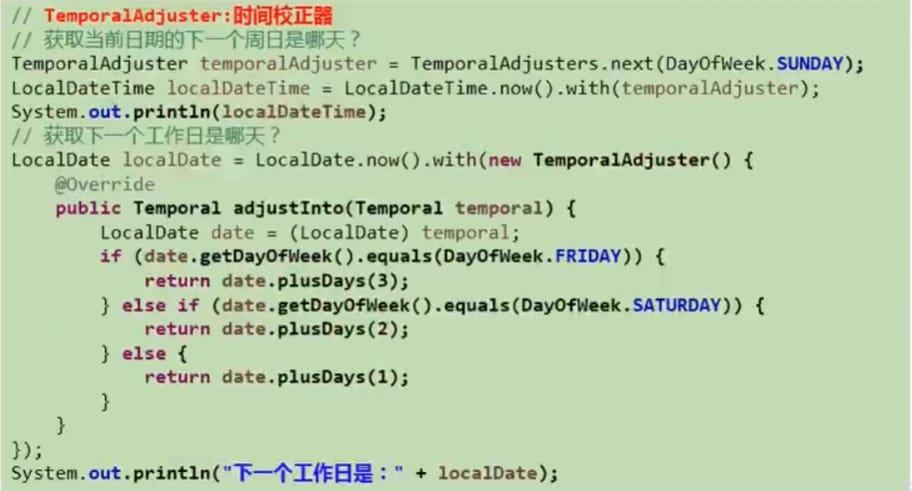 // TemporalAdjuster:时间校正器
// 获取当前日期的下一个周日是哪天？
TemporalAdjuster temporalAdjuster = TemporalAdjusters.next(DayOfWeek.SUNDAY);
LocalDateTime localDateTime = LocalDateTime.now().with(temporalAdjuster);
System.out.println(localDateTime);
// 获取下一个工作日是哪天？
LocalDate localDate = LocalDate.now().with(new TemporalAdjuster() {
    @Override
    public Temporal adjustInto(Temporal temporal) {
        LocalDate date = (LocalDate) temporal;
        if (date.getDayOfWeek().equals(DayOfWeek.FRIDAY)) {
            return date.plusDays(3);
        } else if (date.getDayOfWeek().equals(DayOfWeek.SATURDAY)) {
            return date.plusDays(2);
        } else {
            return date.plusDays(1);
        }
    }
});
System.out.println("下一个工作日是：" + localDate);